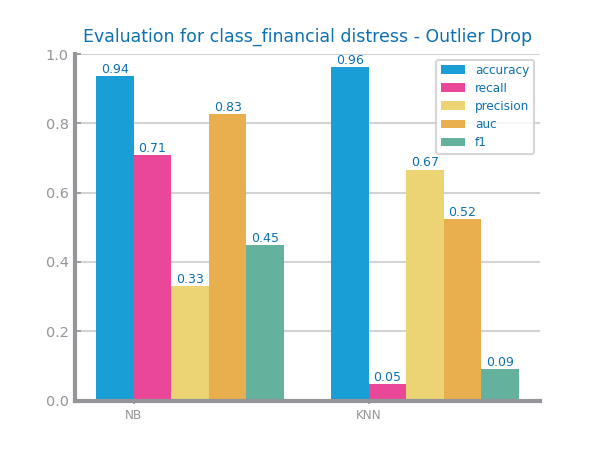 Evaluation for class_financial distress - Outlier Drop
1.0
0.8
0.6
0.4
0.2
0.0
0.94
0.71
0.33
0.83
0.45
0.96
0.05
0.67
0.52
0.09
accuracy
recall
precision
auc
f1
NB
KNN